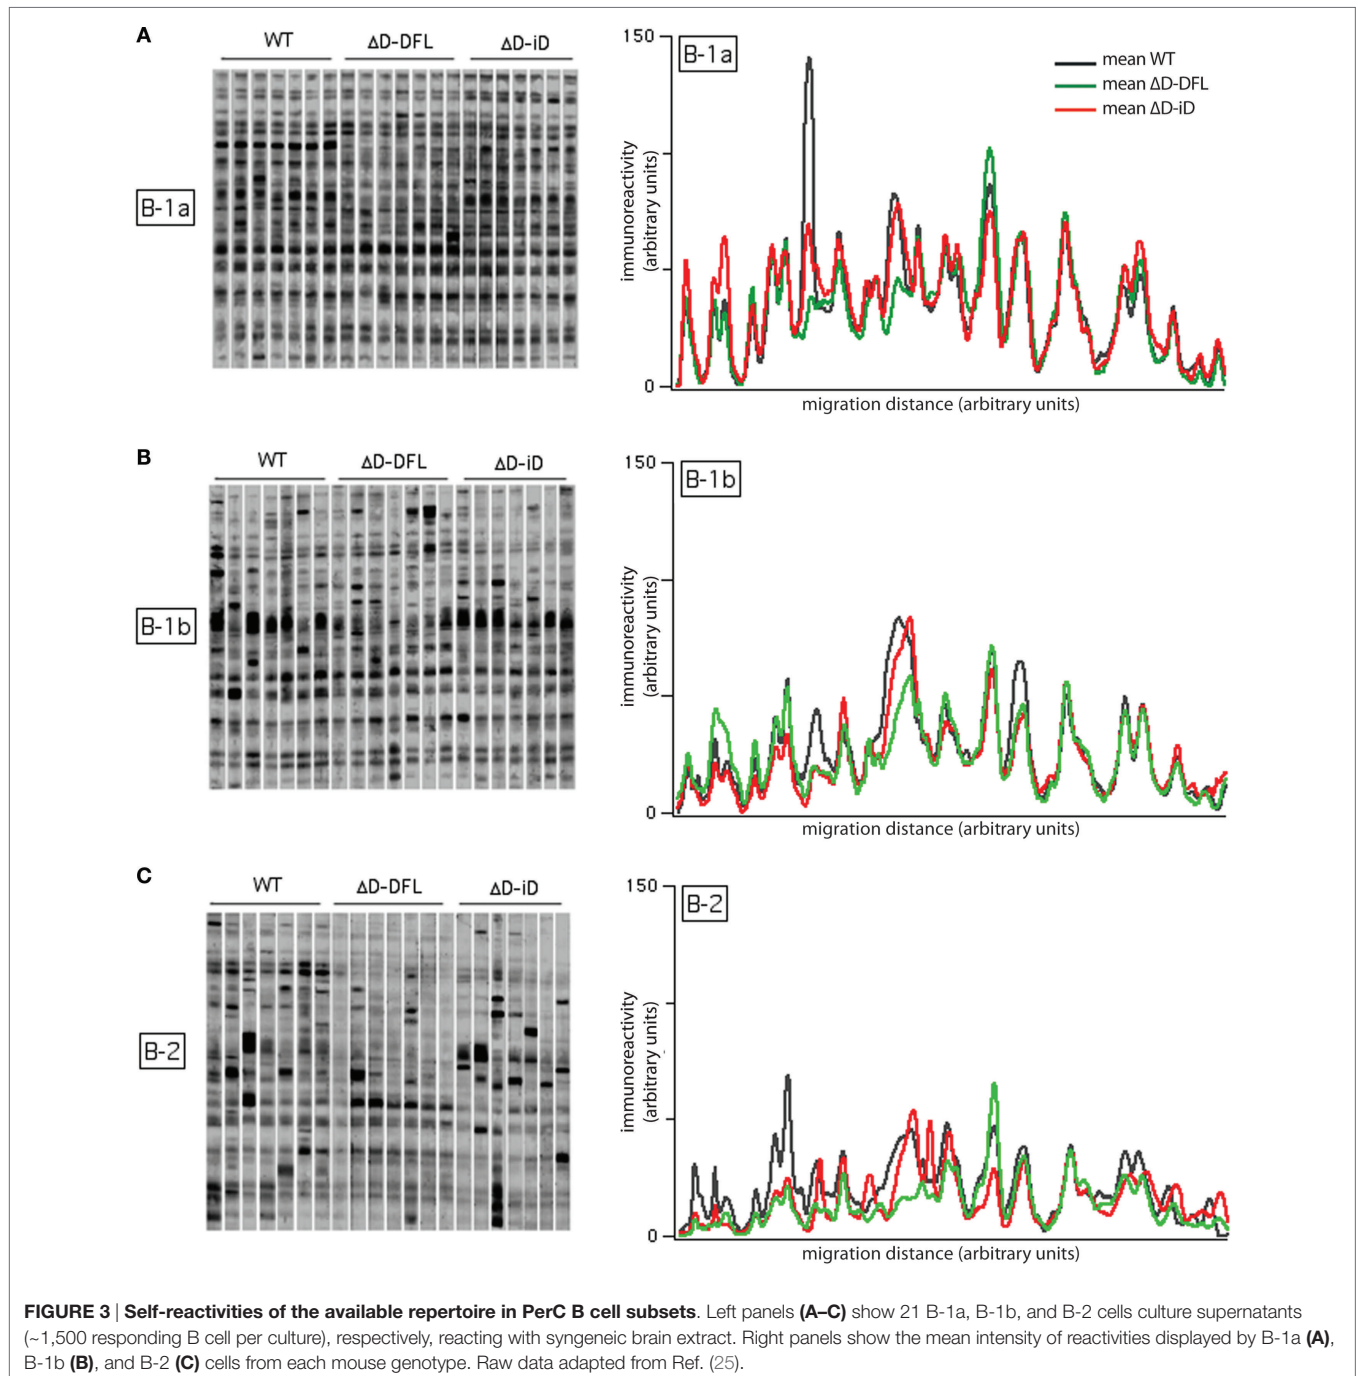 A
WT
ΔD-DFL
ΔD-iD
B-1a
150
B-1a
mean WT
mean ΔD-DFL
mean ΔD-iD
immunoreactivity
(arbitrary units)
0
migration distance (arbitrary units)
B
WT
ΔD-DFL
ΔD-iD
B-1b
150
B-1b
immunoreactivity
(arbitrary units)
0
migration distance (arbitrary units)
C
WT
ΔD-DFL
ΔD-iD
B-2
150
B-2
immunoreactivity
(arbitrary units)
0
migration distance (arbitrary units)
FIGURE 3 | Self-reactivities of the available repertoire in PerC B cell subsets. Left panels (A–C) show 21 B-1a, B-1b, and B-2 cells culture supernatants
(~1,500 responding B cell per culture), respectively, reacting with syngeneic brain extract. Right panels show the mean intensity of reactivities displayed by B-1a (A),
B-1b (B), and B-2 (C) cells from each mouse genotype. Raw data adapted from Ref. (25).